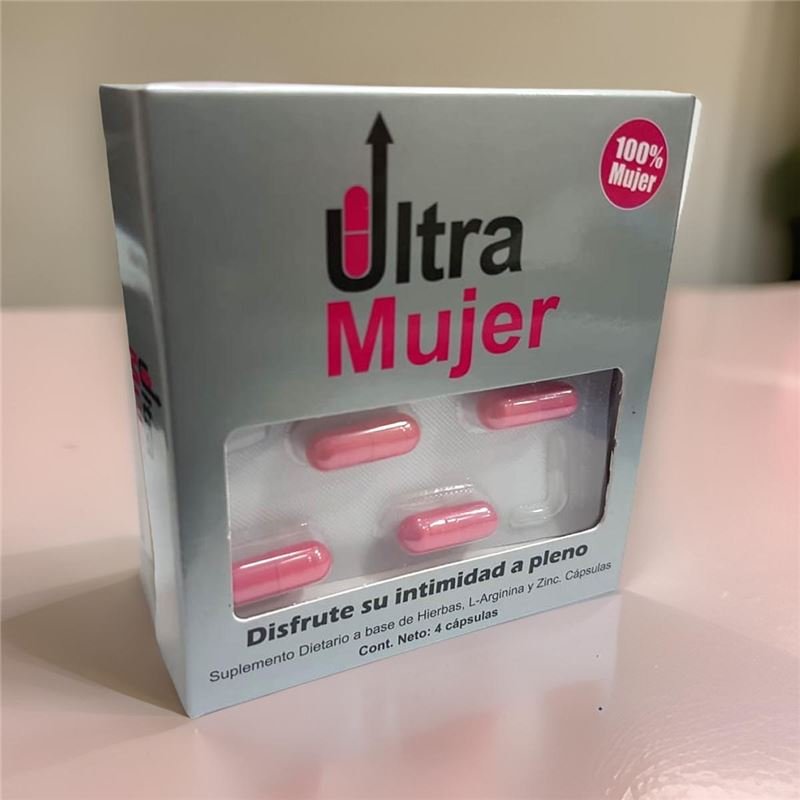 100%
Mujer
Ultra
Mujer
Disfrute su intimidad a pleno
Suplemento Dietario a base de Hierbas, L-Arginina y Zinc. Cápsulas
Cont. Neto: 4 cápsulas